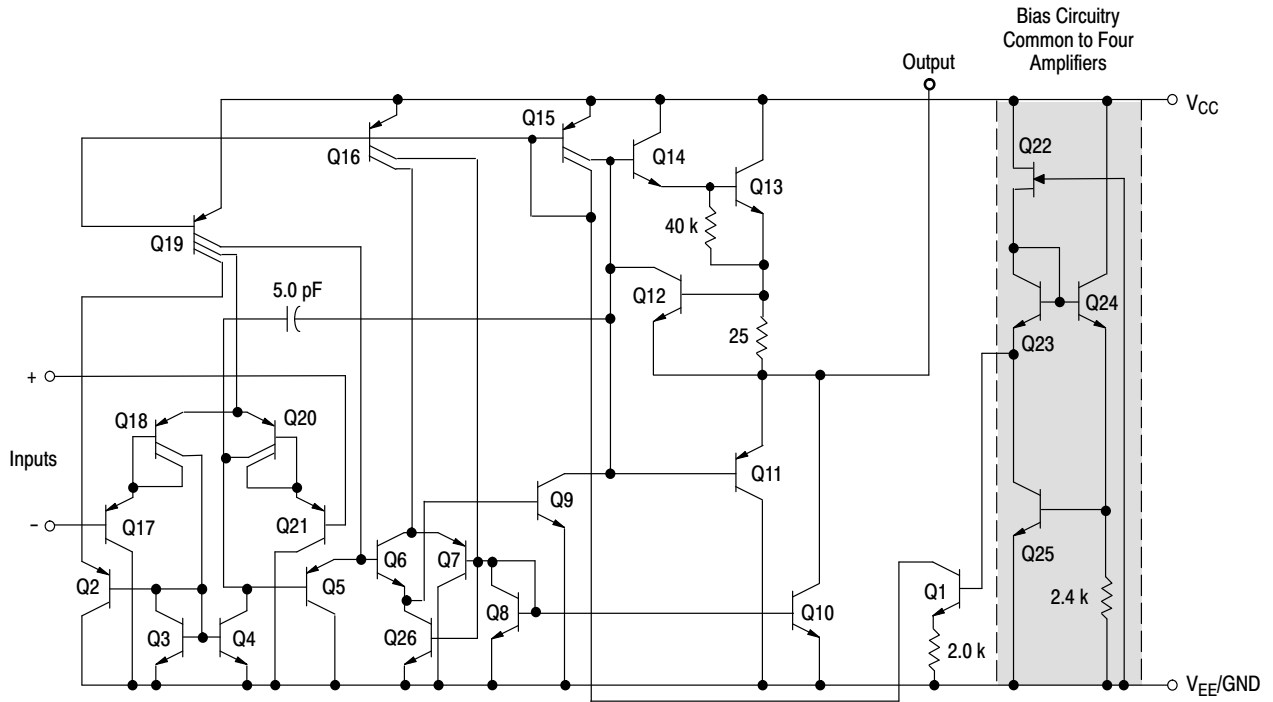 Bias Circuitry
Common to Four
Amplifiers
Output
VCC
Q15
Q22
Q16
Q14
Q13
Q19
40 k
5.0 pF
Q12
Q24
25
Q23
+
Q18
Q20
Inputs
Q11
Q9
-
Q17
Q21
Q25
Q6
Q7
Q2
Q5
Q1
2.4 k
Q8
Q10
Q3
Q4
Q26
2.0 k
VEE/GND